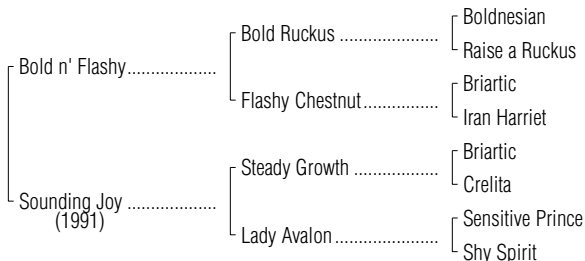 Boldnesian
Bold Ruckus ..................
Raise a Ruckus
Bold n' Flashy...................
Briartic
Flashy Chestnut..............
Iran Harriet
Briartic
Steady Growth ................
Crelita
Sounding Joy ...................
(1991)
Sensitive Prince
Lady Avalon....................
Shy Spirit